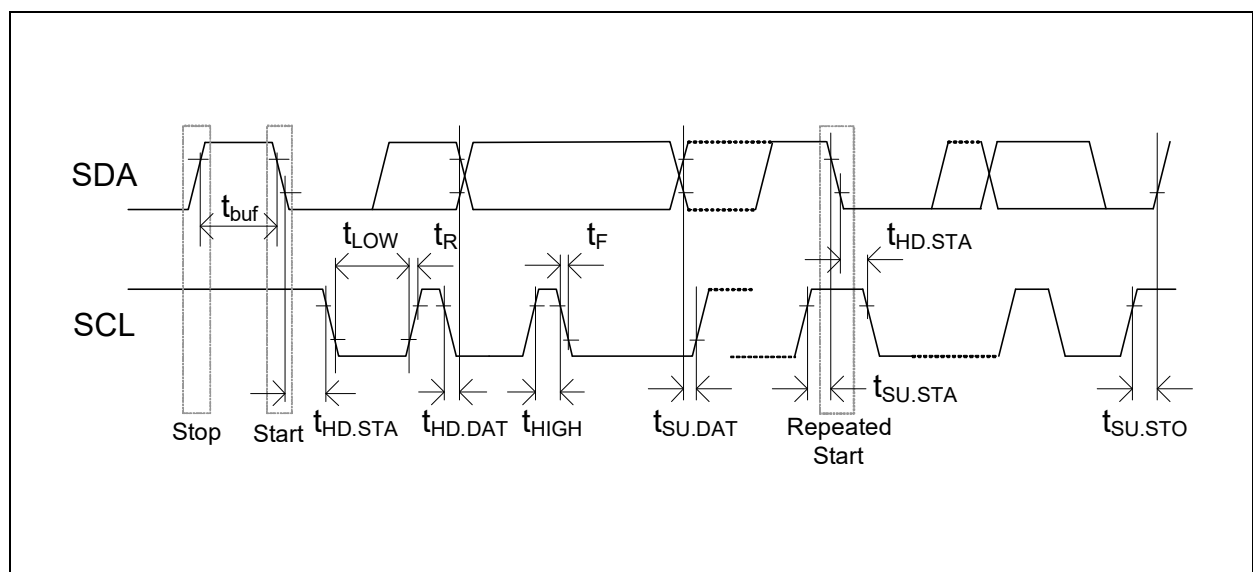 SDA
tbuf
tLOW
tR
tF
tHD.STA
SCL
tHD.STA
tHD.DAT
tHIGH
tSU.DAT
tSU.STA
tSU.STO
Stop
Start
Repeated
Start